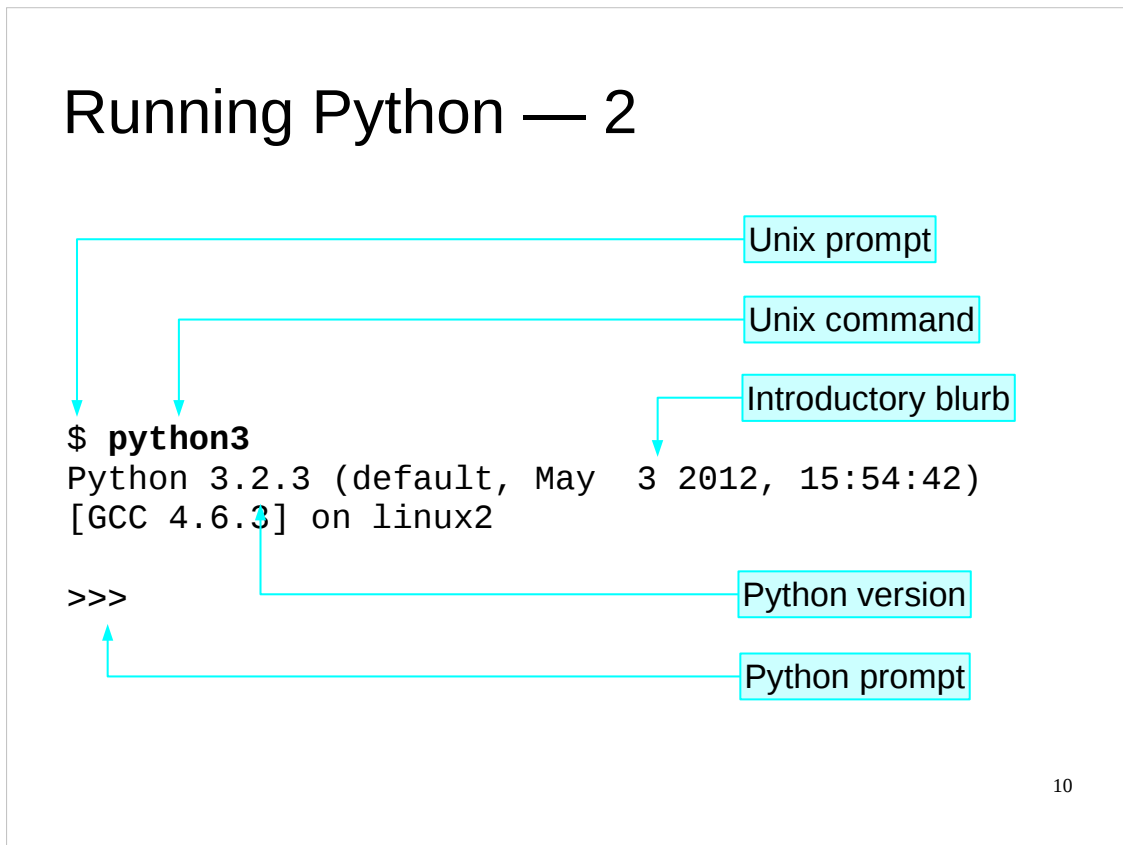 Running Python — 2
Unix prompt
Unix command
Introductory blurb
$ python3
Python 3.2.3 (default, May  3 2012, 15:54:42)
[GCC 4.6.3] on linux2
>>>
Python version
Python prompt
10